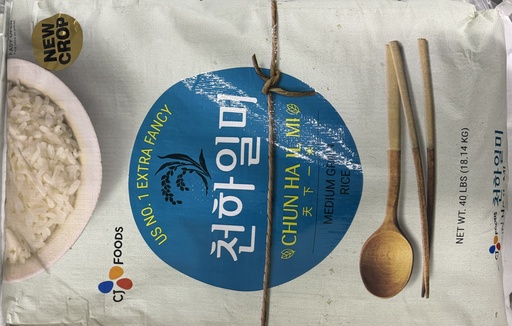 NEW
CROP
US NO. 1 EXTRA FANCY
천하일미
CHUN HA IL MI
天下一
MEDIUM GRAIN
RICE
CJ
FOODS
NET WT. 40 LBS (18.14 KG)
천하일미